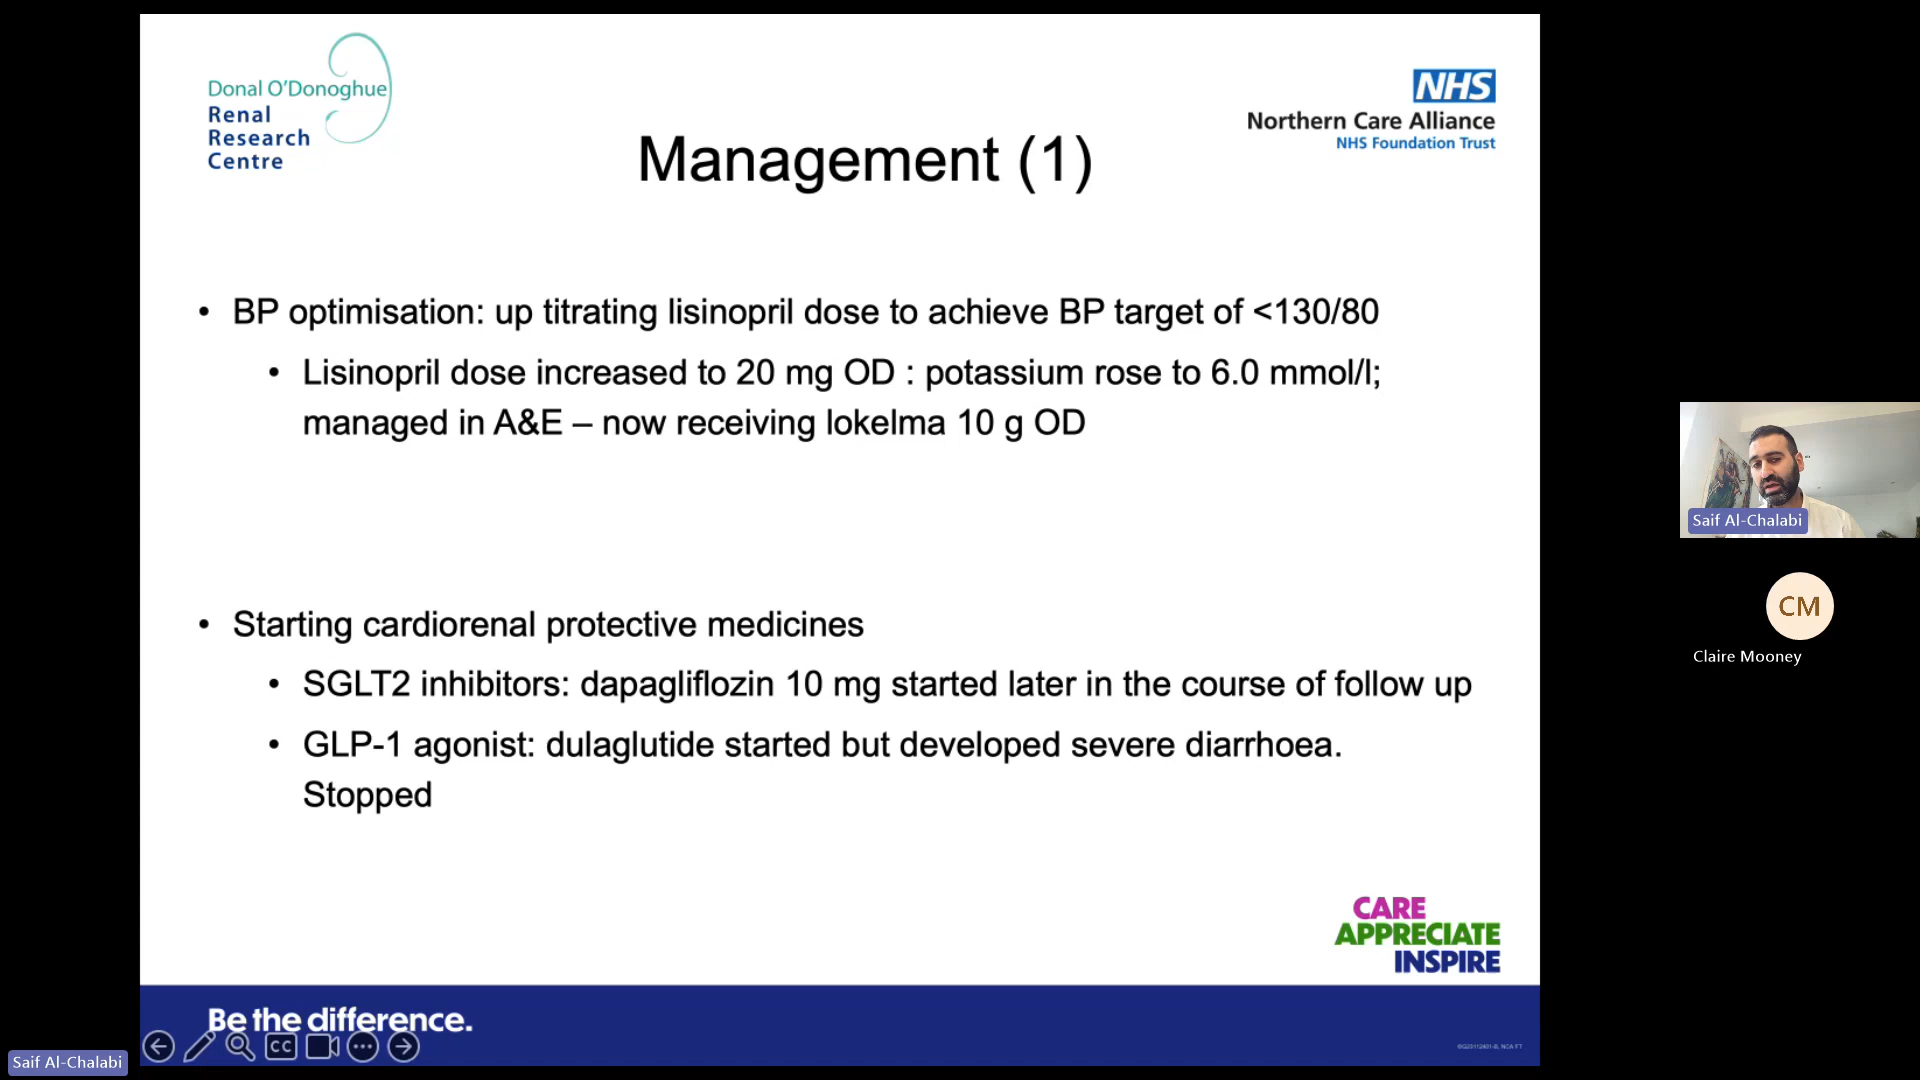 Donal O'Donoghue
Renal
Research
Centre
NHS
Northern Care Alliance
NHS Foundation Trust
Management (1)
• BP optimisation: up titrating lisinopril dose to achieve BP target of <130/80
• Lisinopril dose increased to 20 mg OD : potassium rose to 6.0 mmol/l;
managed in A&E – now receiving lokelma 10 g OD
• Starting cardiorenal protective medicines
• SGLT2 inhibitors: dapagliflozin 10 mg started later in the course of follow up
• GLP-1 agonist: dulaglutide started but developed severe diarrhoea.
Stopped
CARE
APPRECIATE
INSPIRE
Be the difference.
CC
Saif Al-Chalabi
Saif Al-Chalabi
CM
Claire Mooney